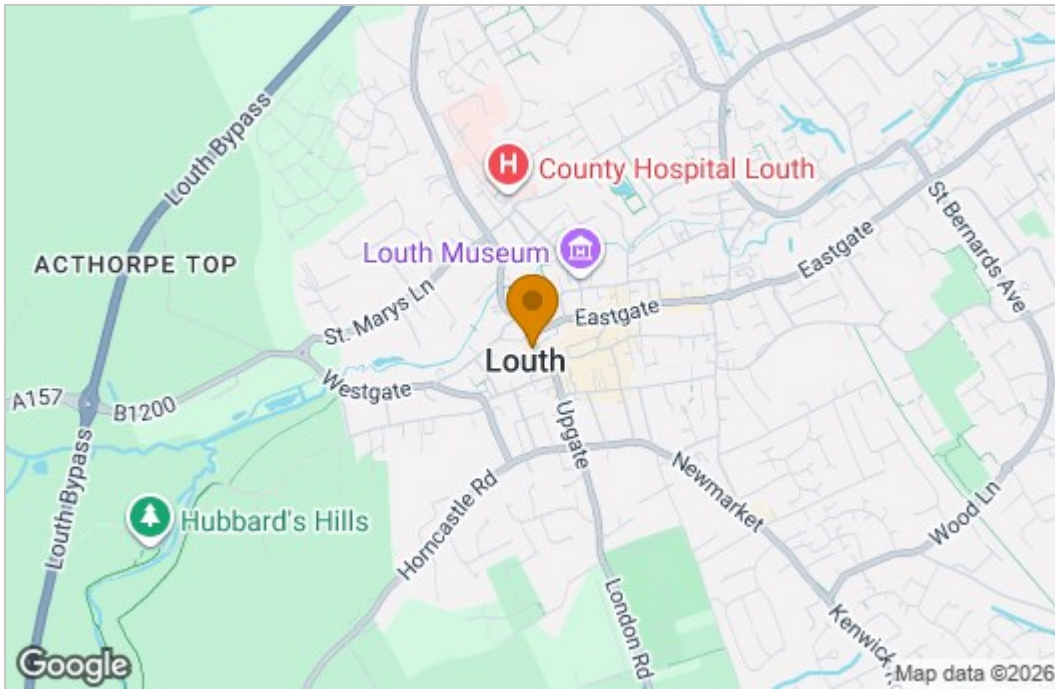 Louth Bypass
County Hospital Louth
St Bernards Ave
Louth Museum
Eastgate
ACTHORPE TOP
St. Marys Ln
Eastgate
Louth
Westgate
A157
B1200
Upgate
Louth Bypass
Newmarket
Horncastle Rd
Wood Ln
Hubbard's Hills
London Rd
Kenwick
Google
Map data ©2026